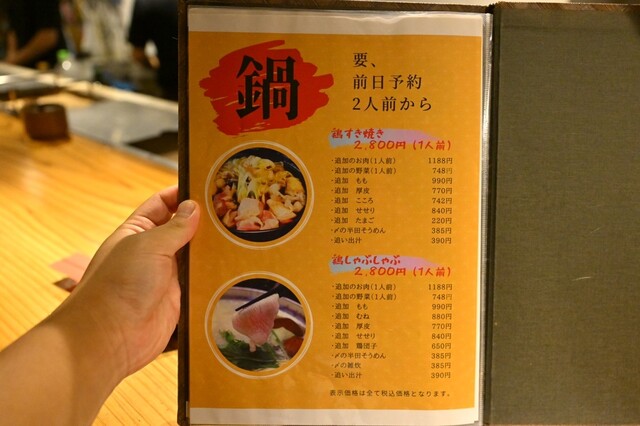 鍋
要、
前日予約
2人前から
鶏すき焼き
2,800円(1人前)
・追加のお肉(1人前) 1188円
・追加の野菜(1人前) 748円
・追加 もも 990円
・追加 厚皮 770円
・追加 こころ 742円
・追加 せせり 840円
・追加 たまご 220円
・〆の半田そうめん 385円
・追い出汁 390円
鶏しゃぶしゃぶ
2,800円(1人前)
・追加のお肉(1人前) 1188円
・追加の野菜(1人前) 748円
・追加 もも 990円
・追加 むね 880円
・追加 厚皮 770円
・追加 せせり 840円
・追加 鶏団子 650円
・〆の半田そうめん 385円
・〆の雑炊 385円
・追い出汁 390円
表示価格は全て税込価格となります。